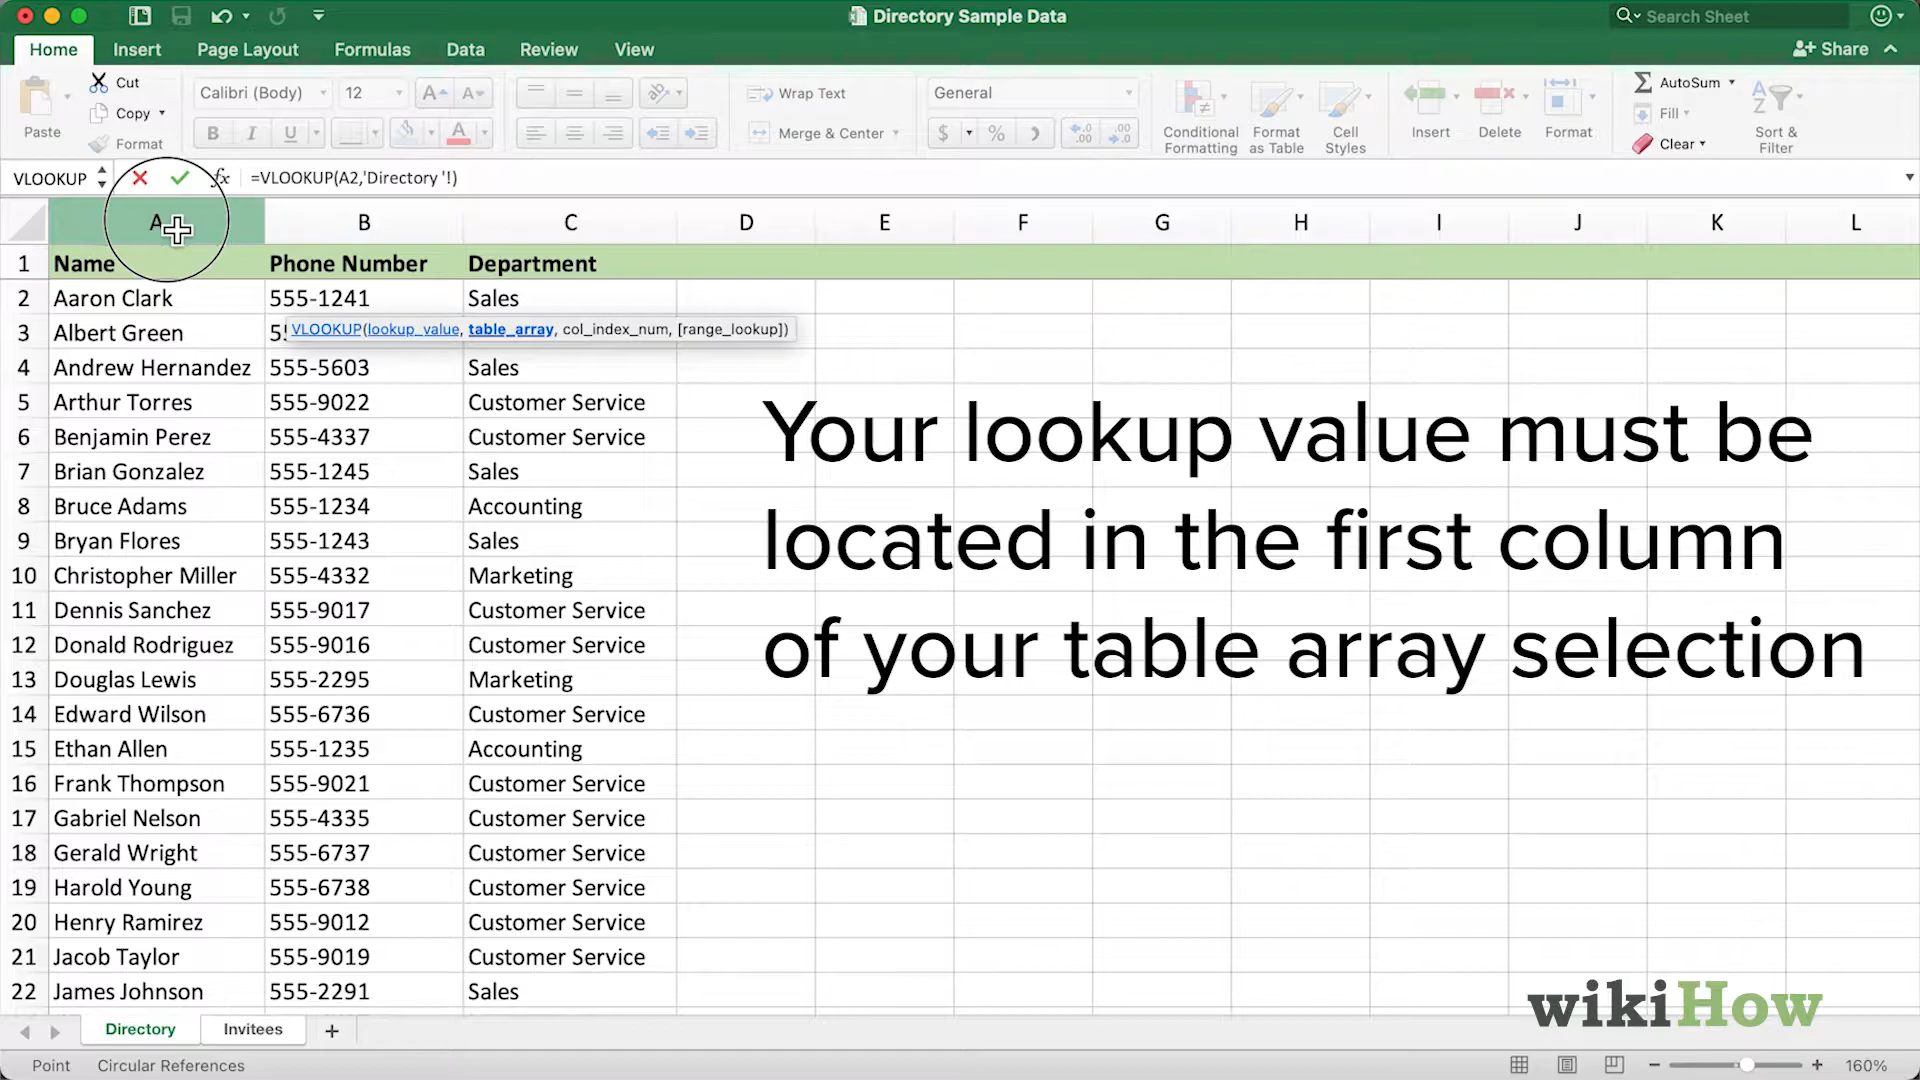 Directory Sample Data
Search Sheet
Home Insert Page Layout Formulas Data Review View
Share
Paste
Cut
Copy
Format
Calibri (Body) 12 A A
B I U A
Wrap Text
Merge & Center
General
$ % )
.0 .00
.00 .0
Conditional Formatting
Format as Table
Cell Styles
Insert
Delete
Format
AutoSum
Fill
Clear
Sort & Filter
VLOOKUP fx =VLOOKUP(A2,'Directory '!)
A B C D E F G H I J K L
1 Name Phone Number Department
2 Aaron Clark 555-1241 Sales
3 Albert Green 5
VLOOKUP(lookup_value, table_array, col_index_num, [range_lookup])
4 Andrew Hernandez 555-5603 Sales
5 Arthur Torres 555-9022 Customer Service
6 Benjamin Perez 555-4337 Customer Service
7 Brian Gonzalez 555-1245 Sales
8 Bruce Adams 555-1234 Accounting
9 Bryan Flores 555-1243 Sales
10 Christopher Miller 555-4332 Marketing
11 Dennis Sanchez 555-9017 Customer Service
12 Donald Rodriguez 555-9016 Customer Service
13 Douglas Lewis 555-2295 Marketing
14 Edward Wilson 555-6736 Customer Service
15 Ethan Allen 555-1235 Accounting
16 Frank Thompson 555-9021 Customer Service
17 Gabriel Nelson 555-4335 Customer Service
18 Gerald Wright 555-6737 Customer Service
19 Harold Young 555-6738 Customer Service
20 Henry Ramirez 555-9012 Customer Service
21 Jacob Taylor 555-9019 Customer Service
22 James Johnson 555-2291 Sales
Your lookup value must be
located in the first column
of your table array selection
wikiHow
Directory Invitees +
Point Circular References
160%